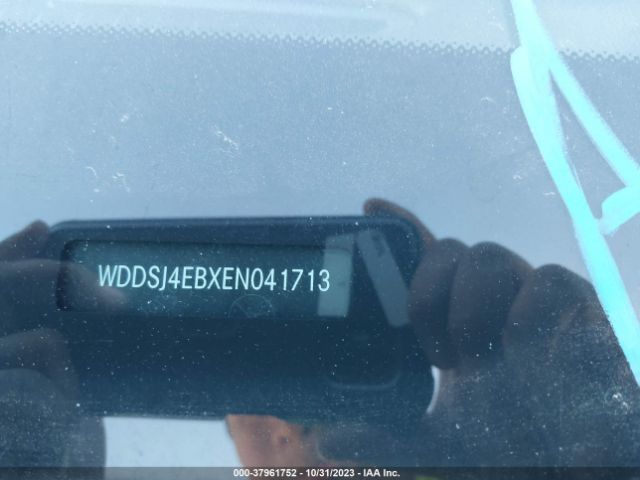 WDDSJ4EBXEN041713
000-37961752 - 10/31/2023 - IAA Inc.